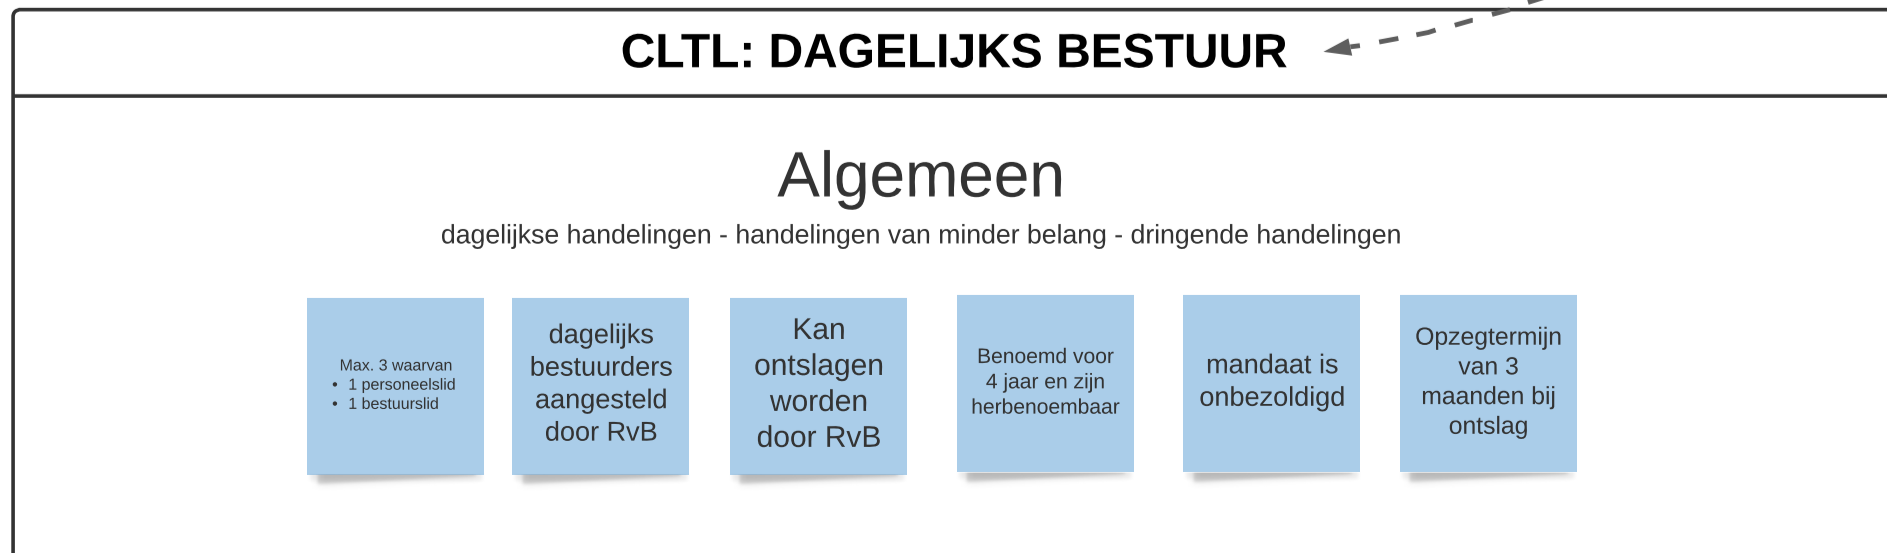 CLTL: DAGELIJKS BESTUUR
Algemeen
dagelijkse handelingen - handelingen van minder belang - dringende handelingen
Max. 3 waarvan
• 1 personeelslid
• 1 bestuurslid
dagelijks
bestuurders
aangesteld
door RvB
Kan
ontslagen
worden
door RvB
Benoemd voor
4 jaar en zijn
herbenoembaar
mandaat is
onbezoldigd
Opzegtermijn
van 3
maanden bij
ontslag